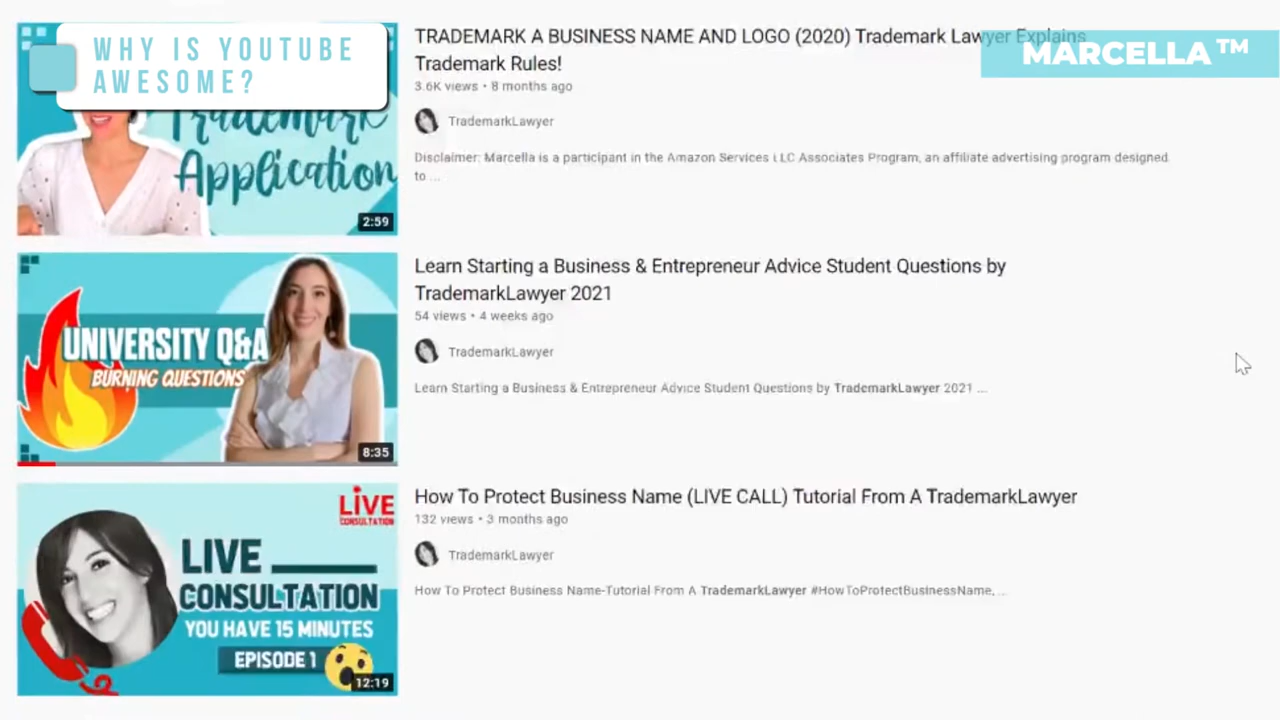 WHY IS YOUTUBE
AWESOME?
MARCELLA™
Trademark
Application
2:59
TRADEMARK A BUSINESS NAME AND LOGO (2020) Trademark Lawyer Explains
Trademark Rules!
3.6K views • 8 months ago
TrademarkLawyer
Disclaimer: Marcella is a participant in the Amazon Services LLC Associates Program, an affiliate advertising program designed
to ...
UNIVERSITY Q&A
BURNING QUESTIONS
8:35
Learn Starting a Business & Entrepreneur Advice Student Questions by
TrademarkLawyer 2021
54 views • 4 weeks ago
TrademarkLawyer
Learn Starting a Business & Entrepreneur Advice Student Questions by TrademarkLawyer 2021 ...
LIVE
CONSULTATION
LIVE
CONSULTATION
YOU HAVE 15 MINUTES
EPISODE 1
12:19
How To Protect Business Name (LIVE CALL) Tutorial From A TrademarkLawyer
132 views • 3 months ago
TrademarkLawyer
How To Protect Business Name-Tutorial From A TrademarkLawyer #HowToProtectBusinessName, ...